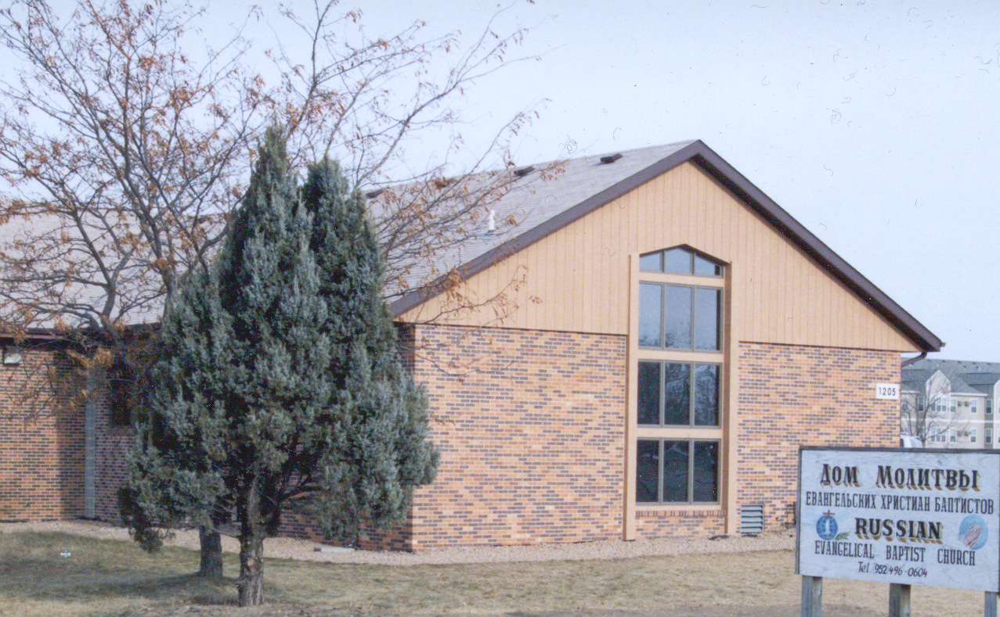 1205
Дом Молитвы
ЕВАНГЕЛЬСКИХ ХРИСТИАН БАПТИСТОВ
RUSSIAN
EVANGELICAL BAPTIST CHURCH
Tel. 952 496-0604